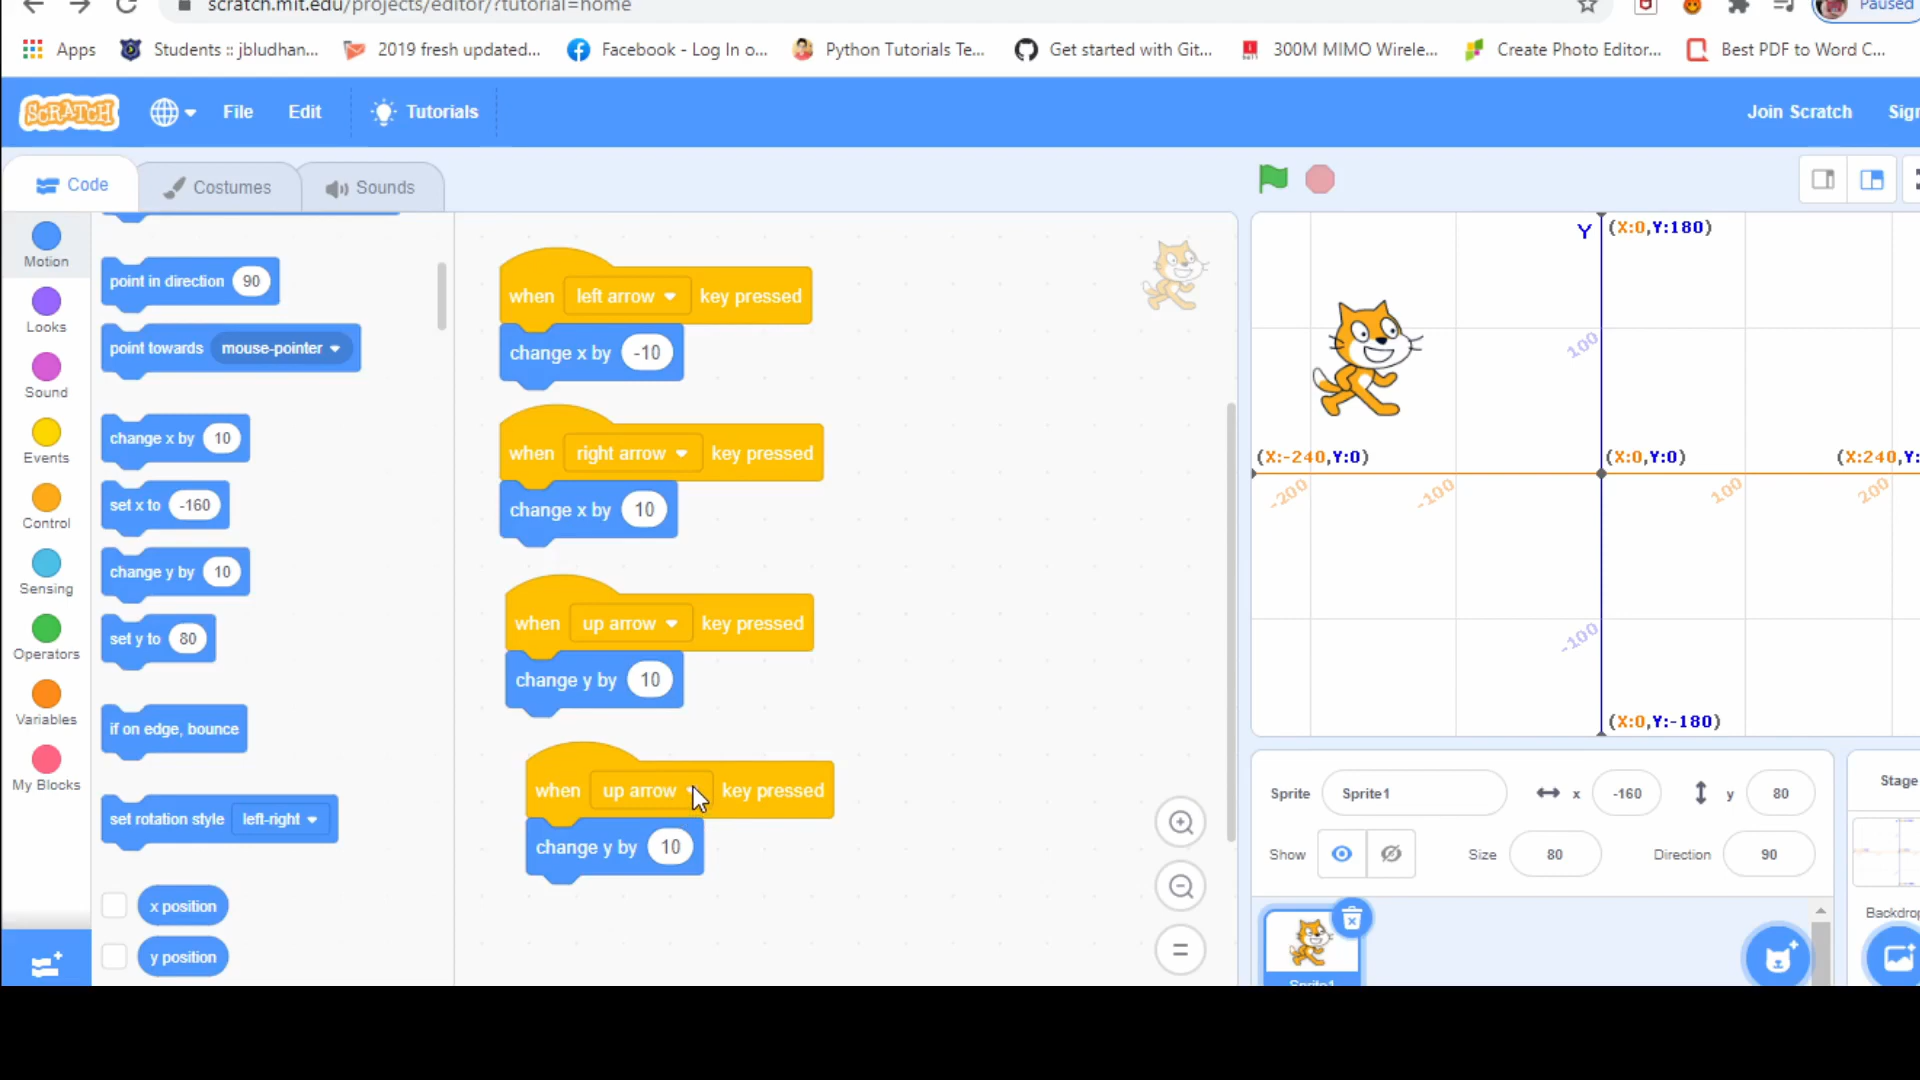 scratch.mit.edu/projects/editor/?tutorial=home
Paused
Apps
Students :: jbludhan...
2019 fresh updated...
Facebook - Log In o...
Python Tutorials Te...
Get started with Git...
300M MIMO Wirele...
Create Photo Editor...
Best PDF to Word C...
SCRATCH
File
Edit
Tutorials
Join Scratch
Sign
Code
Costumes
Sounds
Motion
Looks
Sound
Events
Control
Sensing
Operators
Variables
My Blocks
point in direction 90
point towards mouse-pointer
change x by 10
set x to -160
change y by 10
set y to 80
if on edge, bounce
set rotation style left-right
x position
y position
when left arrow key pressed
change x by -10
when right arrow key pressed
change x by 10
when up arrow key pressed
change y by 10
when up arrow key pressed
change y by 10
Y
(X:0,Y:180)
100
(X:-240,Y:0)
(X:0,Y:0)
(X:240,Y:
-200
-100
100
200
-100
(X:0,Y:-180)
Sprite
Sprite1
x
-160
y
80
Show
Size
80
Direction
90
Sprite1
Stage
Backdrop